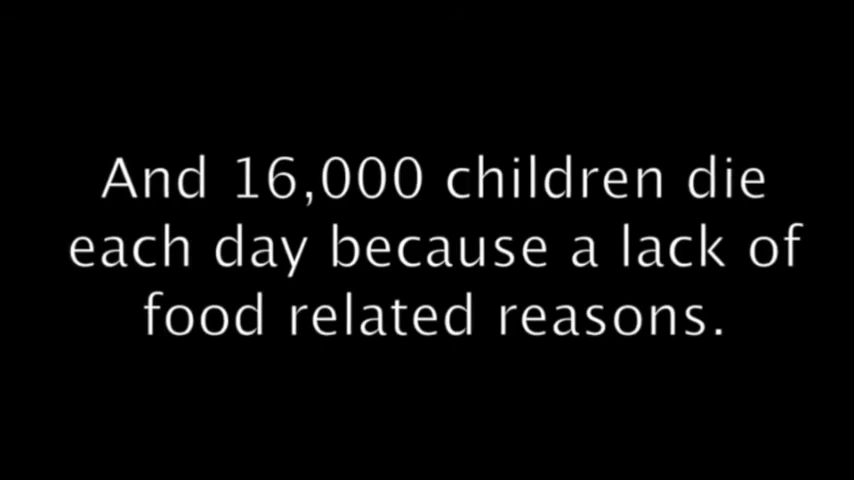 And 16,000 children die
each day because a lack of
food related reasons.